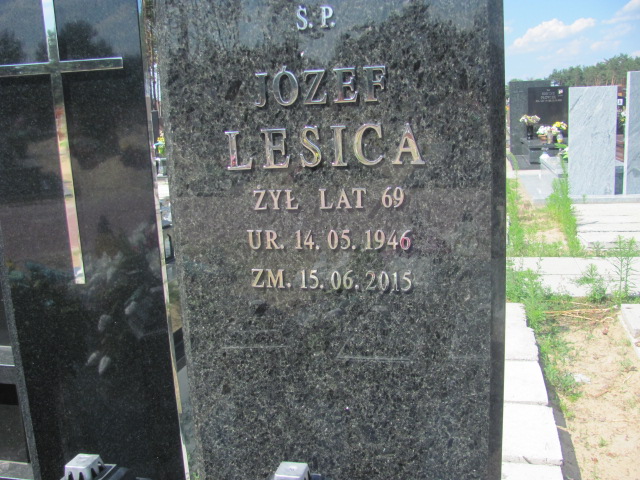 Ś.P.
JÓZEF
LESICA
ŻYŁ LAT 69
UR. 14.05.1946
ZM. 15.06.2015